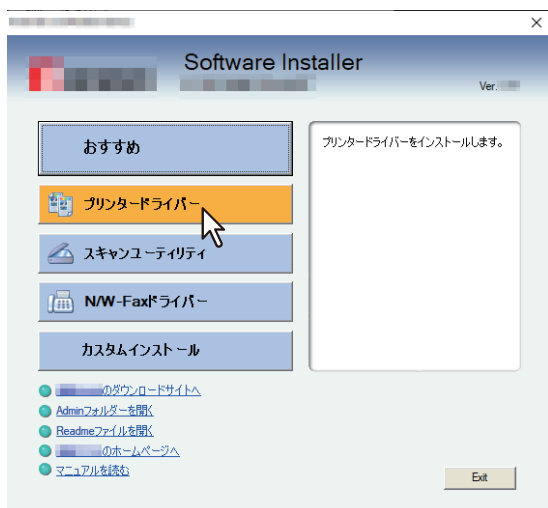 Software Installer
Ver.
おすすめ
プリンタードライバーをインストールします。
プリンタードライバー
スキャンユーティリティ
N/W-Faxドライバー
カスタムインストール
のダウンロードサイトへ
Adminフォルダーを開く
Readmeファイルを開く
のホームページへ
マニュアルを読む
Exit